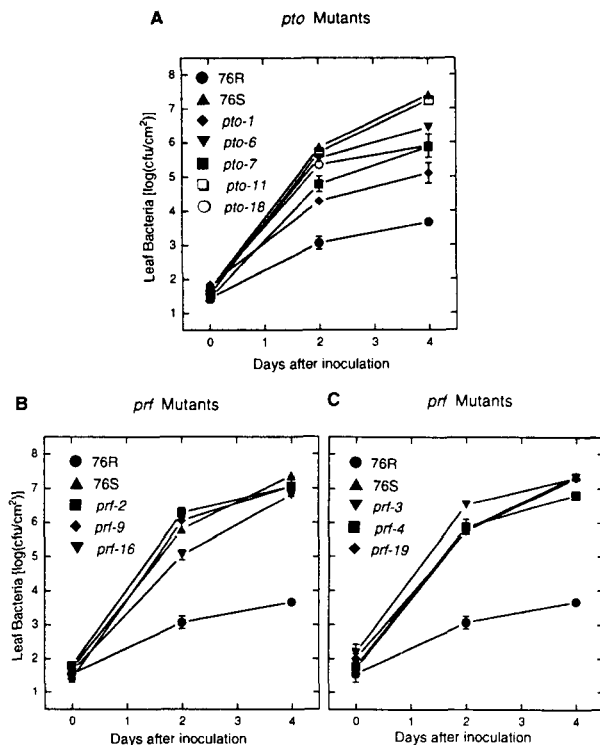 A
pto Mutants
Leaf Bacteria [log(cfu/cm²)]
8
7
6
5
4
3
2
1
76R
76S
pto-1
pto-6
pto-7
pto-11
pto-18
0 1 2 3 4
Days after inoculation
B
prf Mutants
Leaf Bacteria [log(cfu/cm²)]
8
7
6
5
4
3
2
1
76R
76S
prf-2
prf-9
prf-16
0 1 2 3 4
Days after inoculation
C
prf Mutants
76R
76S
prf-3
prf-4
prf-19
0 1 2 3 4
Days after inoculation